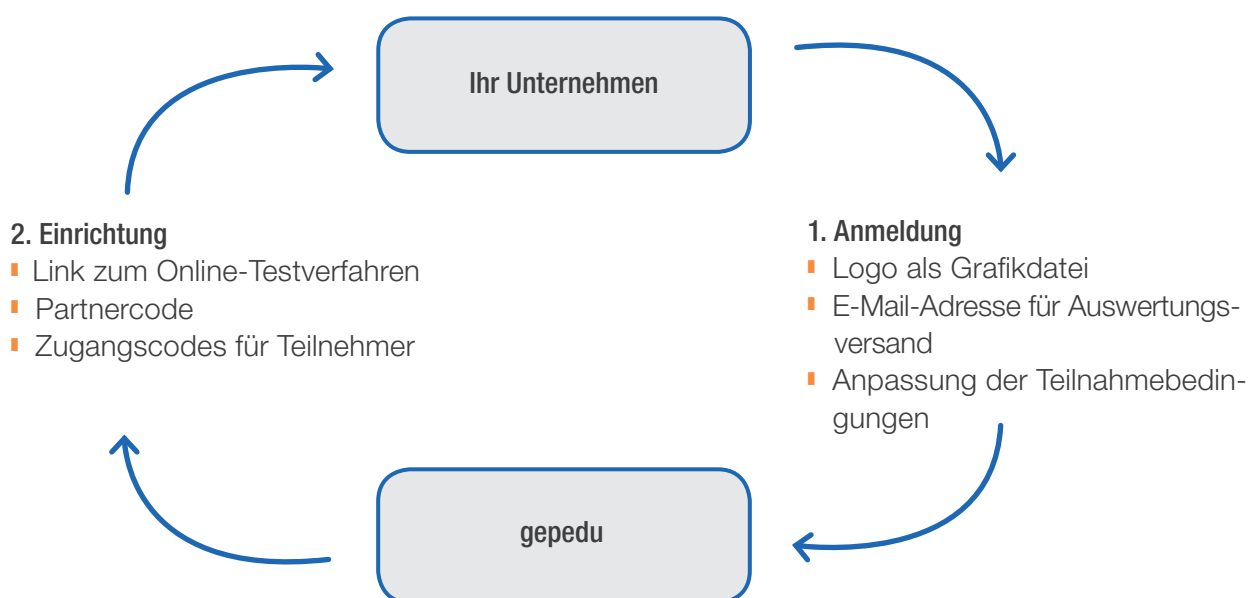 Ihr Unternehmen
2. Einrichtung
Link zum Online-Testverfahren
Partnercode
Zugangscodes für Teilnehmer
1. Anmeldung
Logo als Grafikdatei
E-Mail-Adresse für Auswertungs-
versand
Anpassung der Teilnahmebedin-
gungen
gepedu